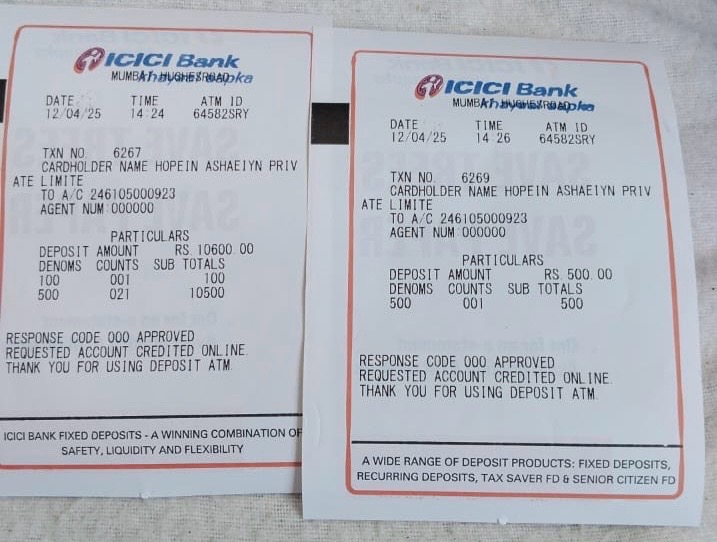 ICICI Bank
MUMBAI HUGHES ROAD
khayaal aapka
DATE TIME ATM ID
12/04/25 14 24 64582SRY
TXN NO 6267
CARDHOLDER NAME HOPEIN ASHAEIYN PRIV
ATE LIMITE
TO A/C 246105000923
AGENT NUM 000000
PARTICULARS
DEPOSIT AMOUNT RS 10600.00
DENOMS COUNTS SUB TOTALS
100 001 100
500 021 10500
RESPONSE CODE 000 APPROVED
REQUESTED ACCOUNT CREDITED ONLINE.
THANK YOU FOR USING DEPOSIT ATM
ICICI BANK FIXED DEPOSITS - A WINNING COMBINATION OF
SAFETY, LIQUIDITY AND FLEXIBILITY
ICICI Bank
MUMBAI HUGHES ROAD
khayaal aapka
DATE TIME ATM ID
12/04/25 14 26 64582SRY
TXN NO. 6269
CARDHOLDER NAME HOPEIN ASHAEIYN PRIV
ATE LIMITE
TO A/C 246105000923
AGENT NUM 000000
PARTICULARS
DEPOSIT AMOUNT RS. 500.00
DENOMS COUNTS SUB TOTALS
500 001 500
RESPONSE CODE 000 APPROVED
REQUESTED ACCOUNT CREDITED ONLINE.
THANK YOU FOR USING DEPOSIT ATM
A WIDE RANGE OF DEPOSIT PRODUCTS: FIXED DEPOSITS,
RECURRING DEPOSITS, TAX SAVER FD & SENIOR CITIZEN FD